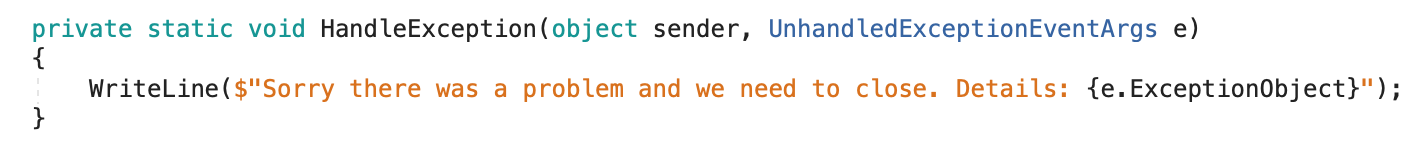 private static void HandleException(object sender, UnhandledExceptionEventArgs e)
{
    WriteLine($"Sorry there was a problem and we need to close. Details: {e.ExceptionObject}");
}